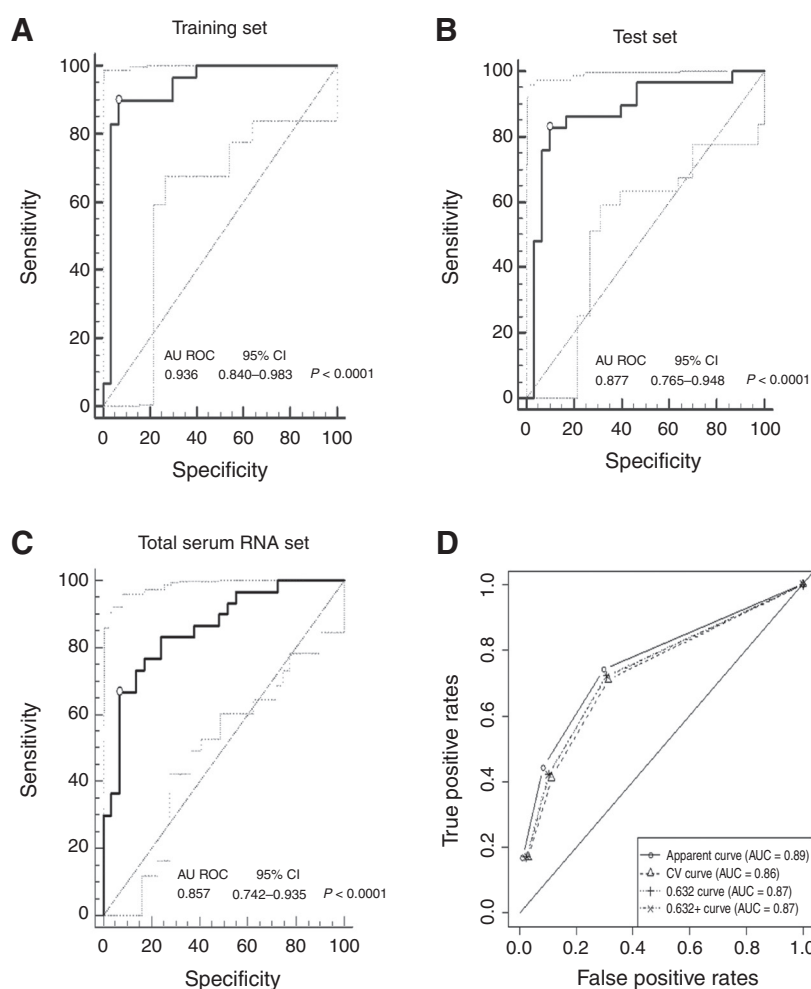 A
Training set
Sensitivity
100
80
60
40
20
0
AU ROC 95% CI
0.936 0.840–0.983 P < 0.0001
0 20 40 60 80 100
Specificity
B
Test set
Sensitivity
100
80
60
40
20
0
AU ROC 95% CI
0.877 0.765–0.948 P < 0.0001
0 20 40 60 80 100
Specificity
C
Total serum RNA set
Sensitivity
100
80
60
40
20
0
AU ROC 95% CI
0.857 0.742–0.935 P < 0.0001
0 20 40 60 80 100
Specificity
D
True positive rates
1.0
0.8
0.6
0.4
0.2
0.0
Apparent curve (AUC = 0.89)
CV curve (AUC = 0.86)
0.632 curve (AUC = 0.87)
0.632+ curve (AUC = 0.87)
0.0 0.2 0.4 0.6 0.8 1.0
False positive rates